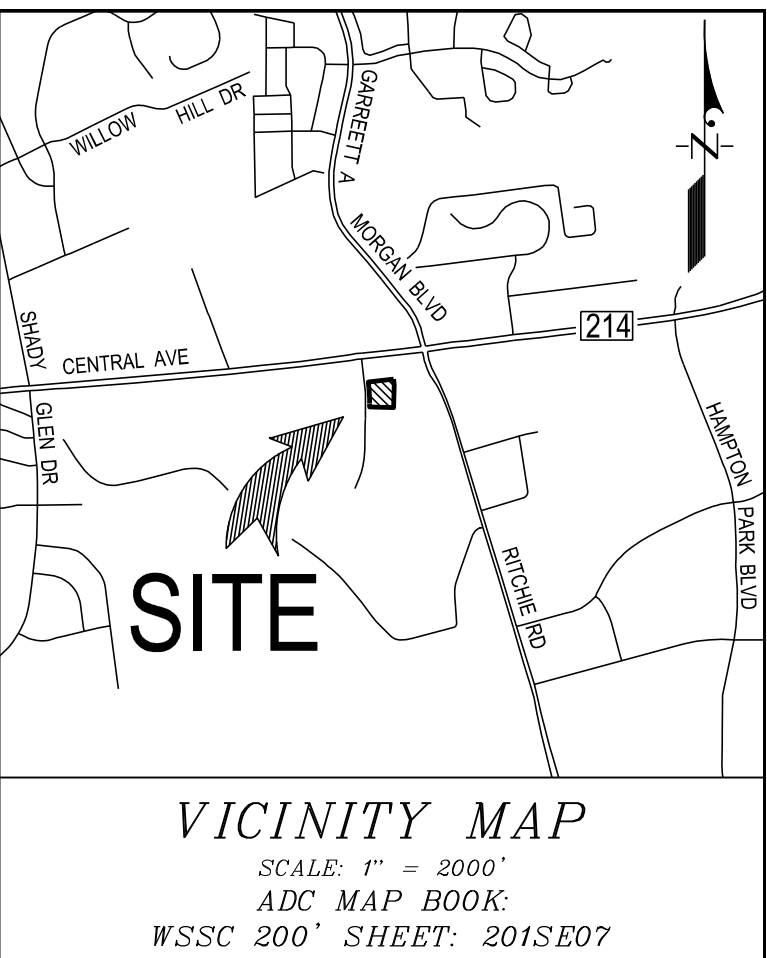 WILLOW HILL DR
GARREETT A
MORGAN BLVD
N
214
SHADY
GLEN DR
CENTRAL AVE
HAMPTON
PARK BLVD
RITCHIE RD
SITE
VICINITY MAP
SCALE: 1" = 2000'
ADC MAP BOOK:
WSSC 200' SHEET: 201SE07